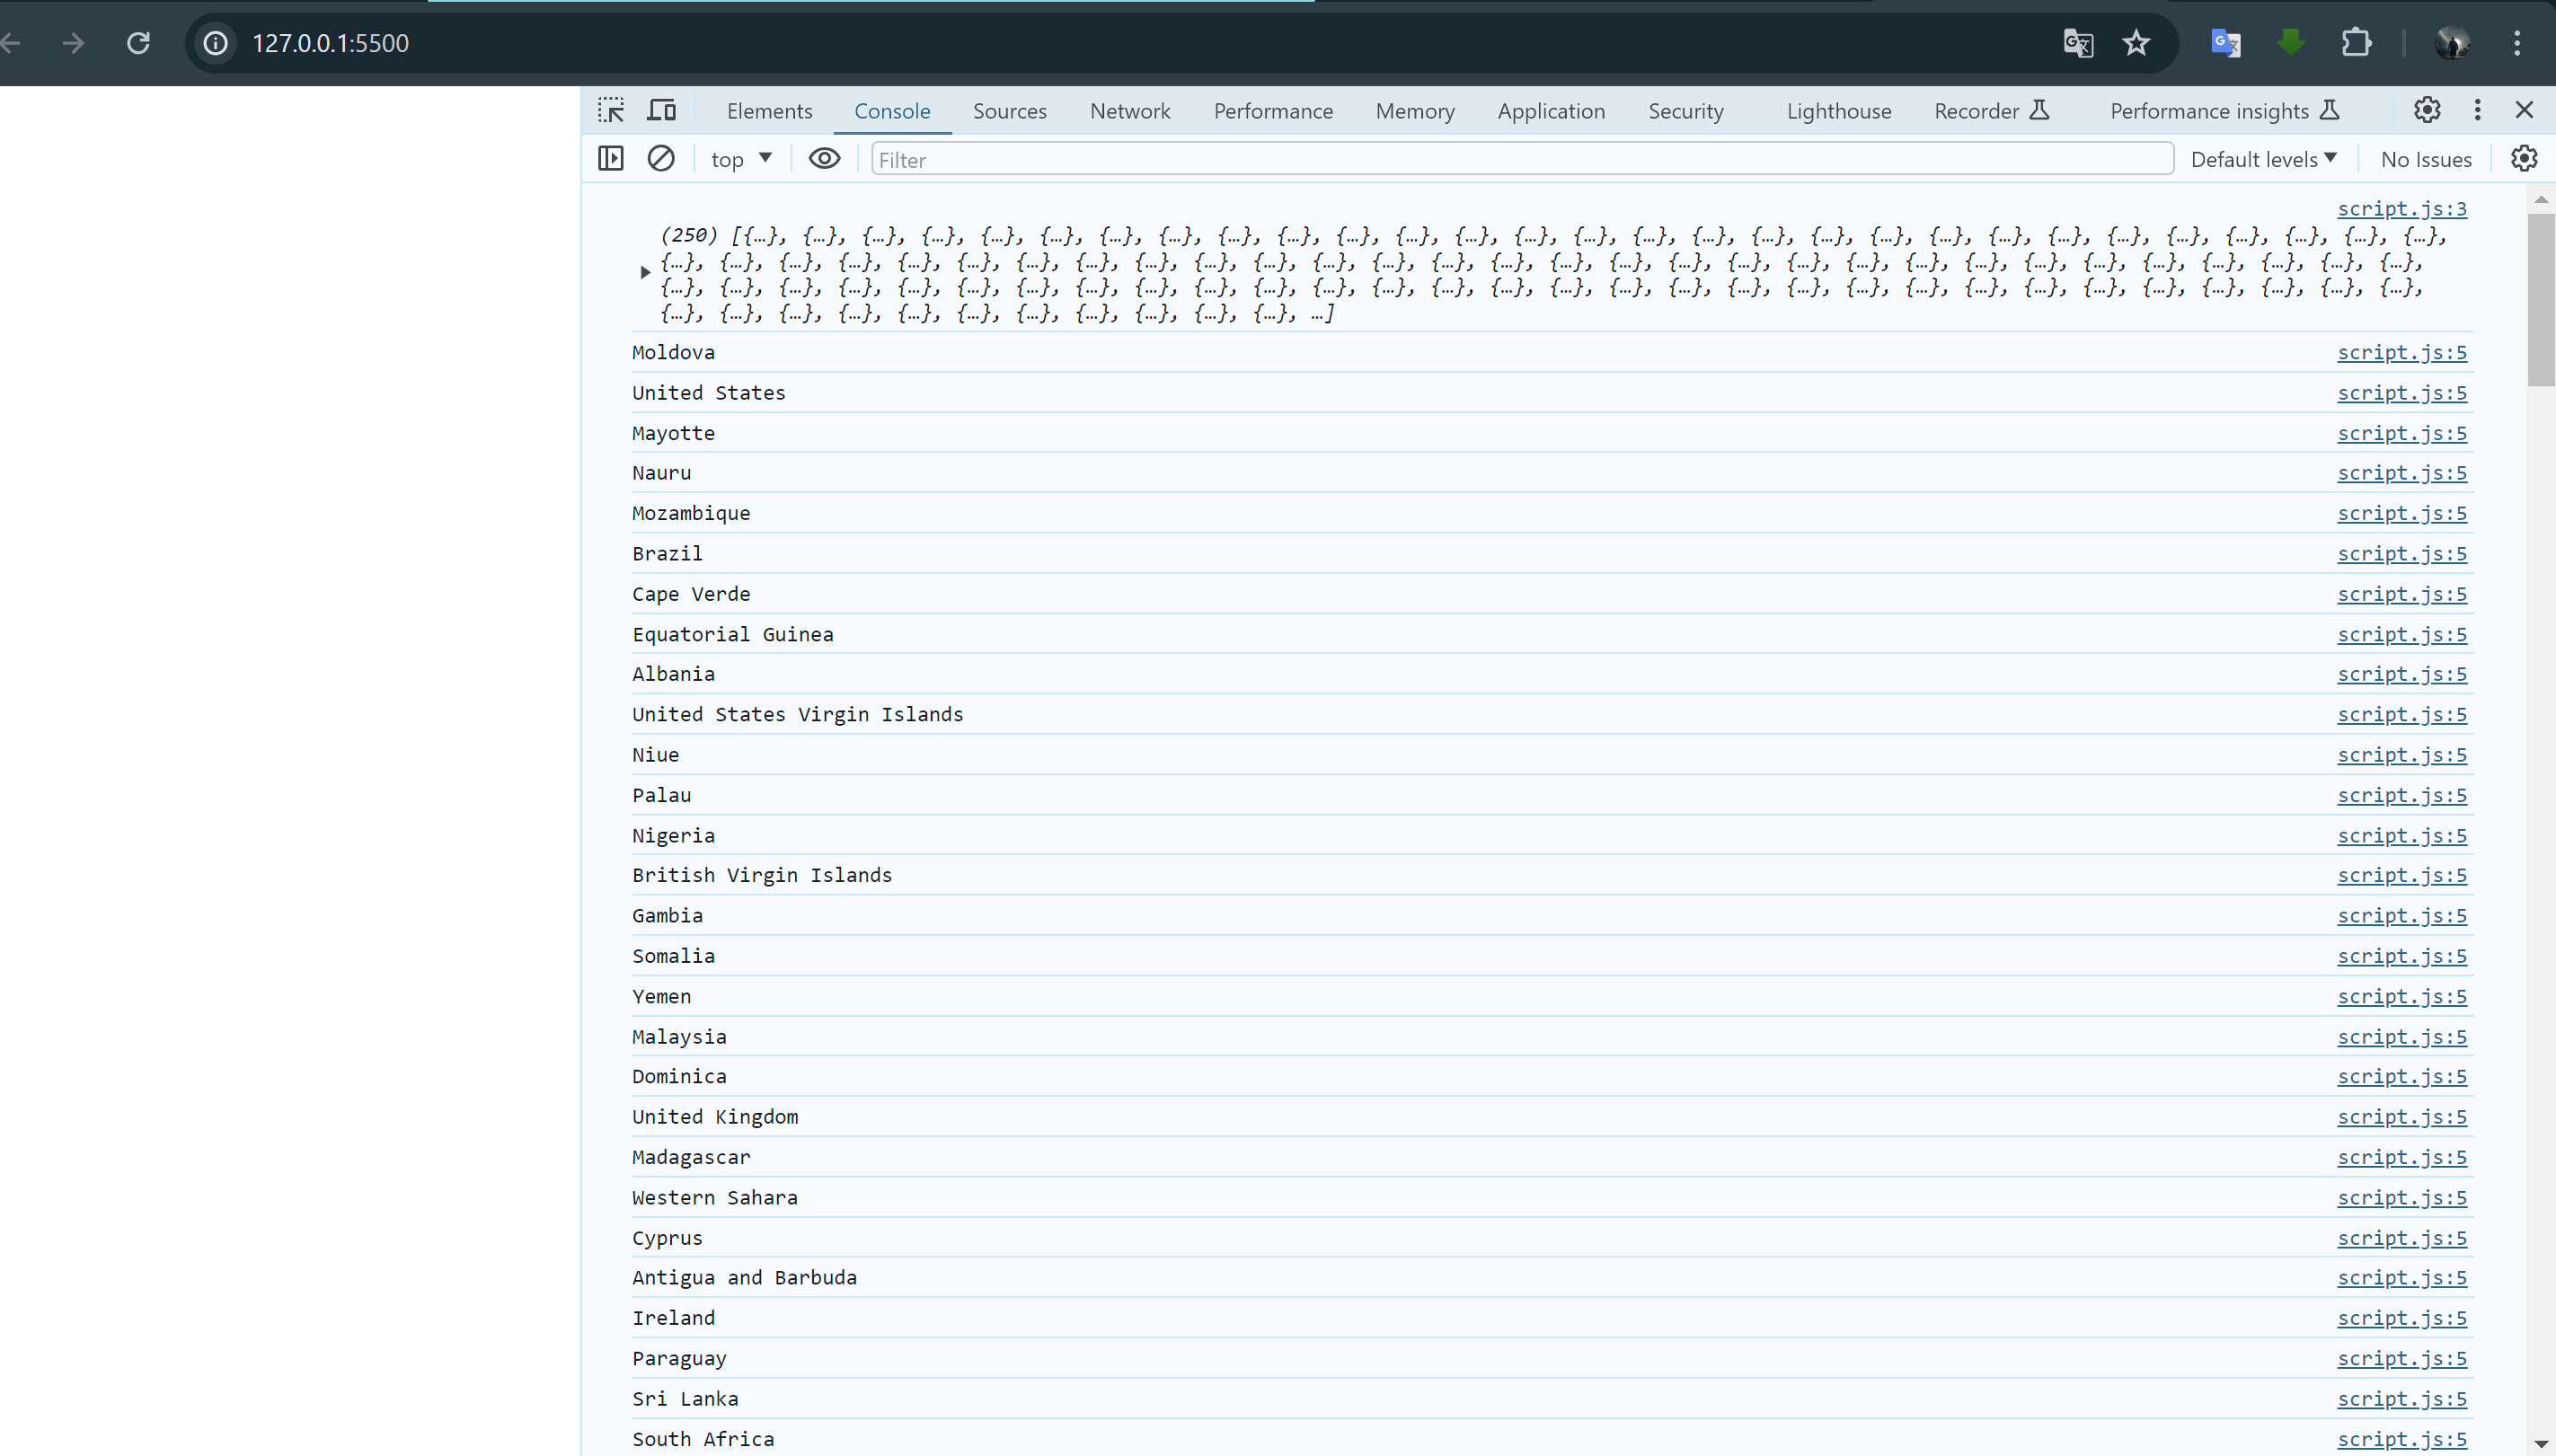 127.0.0.1:5500
Elements Console Sources Network Performance Memory Application Security Lighthouse Recorder Performance insights
top Filter Default levels No Issues
script.js:3
(250) [{…}, {…}, {…}, {…}, {…}, {…}, {…}, {…}, {…}, {…}, {…}, {…}, {…}, {…}, {…}, {…}, {…}, {…}, {…}, {…}, {…}, {…}, {…}, {…}, {…}, {…}, {…}, {…}, {…},
{…}, {…}, {…}, {…}, {…}, {…}, {…}, {…}, {…}, {…}, {…}, {…}, {…}, {…}, {…}, {…}, {…}, {…}, {…}, {…}, {…}, {…}, {…}, {…}, {…}, {…}, {…}, {…}, {…}, {…},
{…}, {…}, {…}, {…}, {…}, {…}, {…}, {…}, {…}, {…}, {…}, {…}, {…}, {…}, {…}, {…}, {…}, {…}, {…}, {…}, {…}, {…}, {…}, {…}, {…}, {…}, {…}, {…}, {…}, {…},
{…}, {…}, {…}, {…}, {…}, {…}, {…}, {…}, {…}, {…}, {…}, …]
Moldova script.js:5
United States script.js:5
Mayotte script.js:5
Nauru script.js:5
Mozambique script.js:5
Brazil script.js:5
Cape Verde script.js:5
Equatorial Guinea script.js:5
Albania script.js:5
United States Virgin Islands script.js:5
Niue script.js:5
Palau script.js:5
Nigeria script.js:5
British Virgin Islands script.js:5
Gambia script.js:5
Somalia script.js:5
Yemen script.js:5
Malaysia script.js:5
Dominica script.js:5
United Kingdom script.js:5
Madagascar script.js:5
Western Sahara script.js:5
Cyprus script.js:5
Antigua and Barbuda script.js:5
Ireland script.js:5
Paraguay script.js:5
Sri Lanka script.js:5
South Africa script.js:5